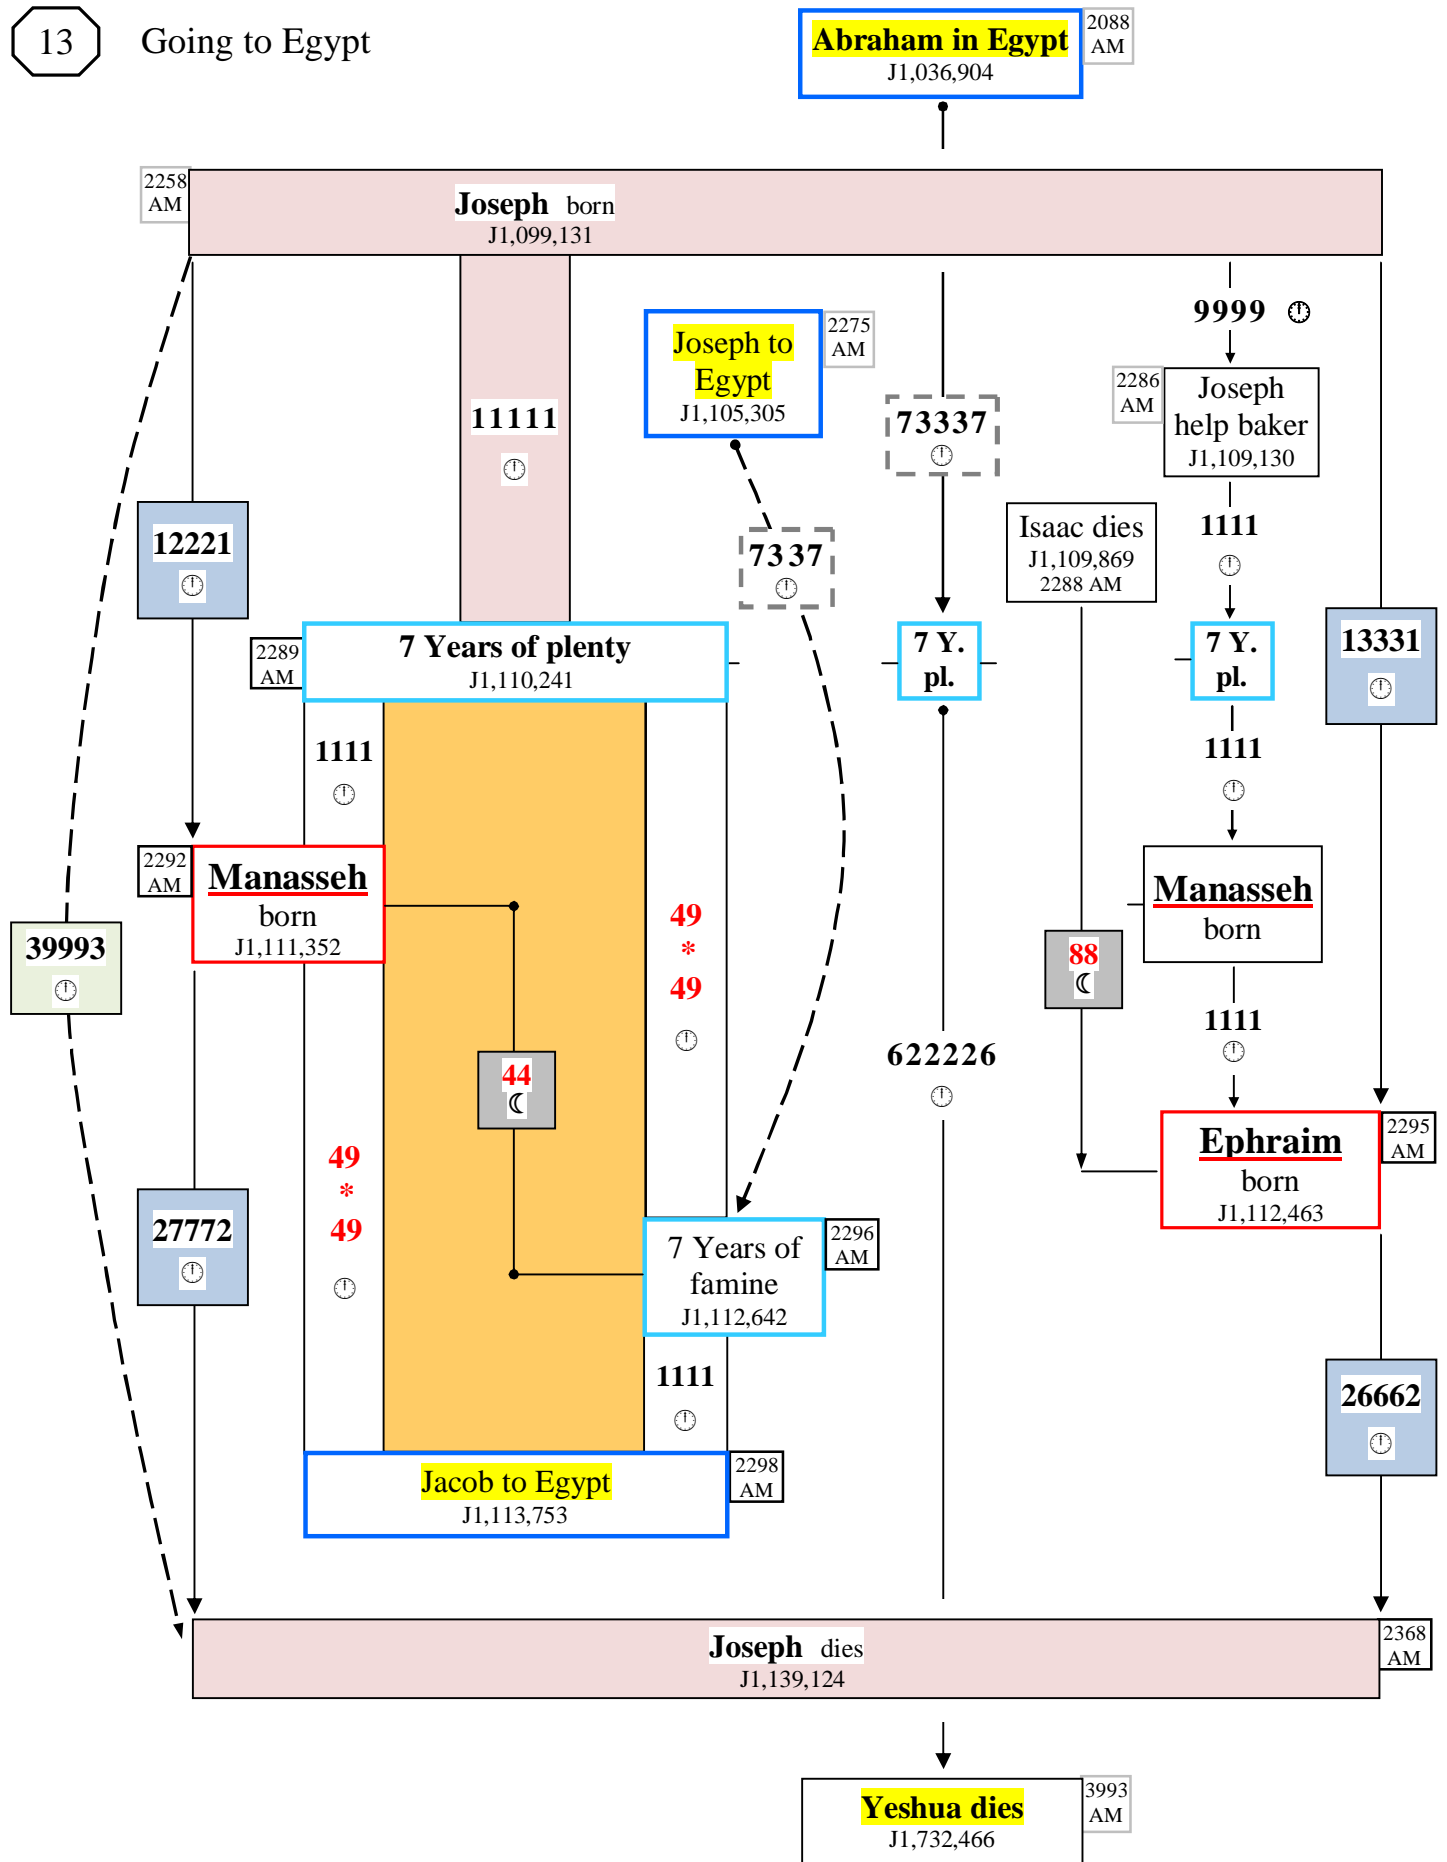 13 Going to Egypt
Abraham in Egypt
J1,036,904
2088
AM
2258
AM
Joseph born
J1,099,131
9999
2275
AM
Joseph to
Egypt
J1,105,305
2286
AM
Joseph
help baker
J1,109,130
11111
73337
12221
Isaac dies
J1,109,869
2288 AM
1111
7337
2289
AM
7 Years of plenty
J1,110,241
7 Y.
pl.
7 Y.
pl.
13331
1111
1111
2292
AM
Manasseh
born
J1,111,352
Manasseh
born
49
*
49
39993
88
☾
1111
44
☾
622226
2295
AM
Ephraim
born
J1,112,463
49
*
49
27772
7 Years of
famine
J1,112,642
2296
AM
1111
26662
Jacob to Egypt
J1,113,753
2298
AM
Joseph dies
J1,139,124
2368
AM
Yeshua dies
J1,732,466
3993
AM